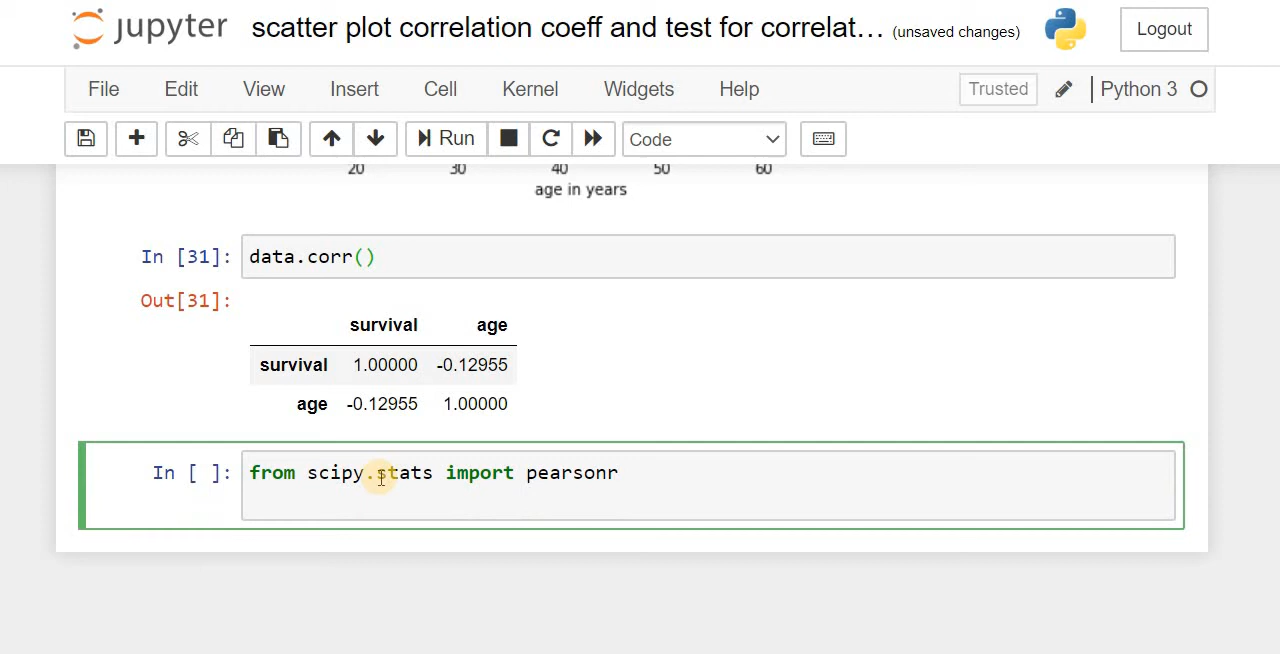 jupyter scatter plot correlation coeff and test for correlat... (unsaved changes) Logout
File Edit View Insert Cell Kernel Widgets Help Trusted Python 3
Run Code
20 30 40 50 60
age in years
In [31]: data.corr()
Out[31]:
survival age
survival 1.00000 -0.12955
age -0.12955 1.00000
In [ ]: from scipy.stats import pearsonr